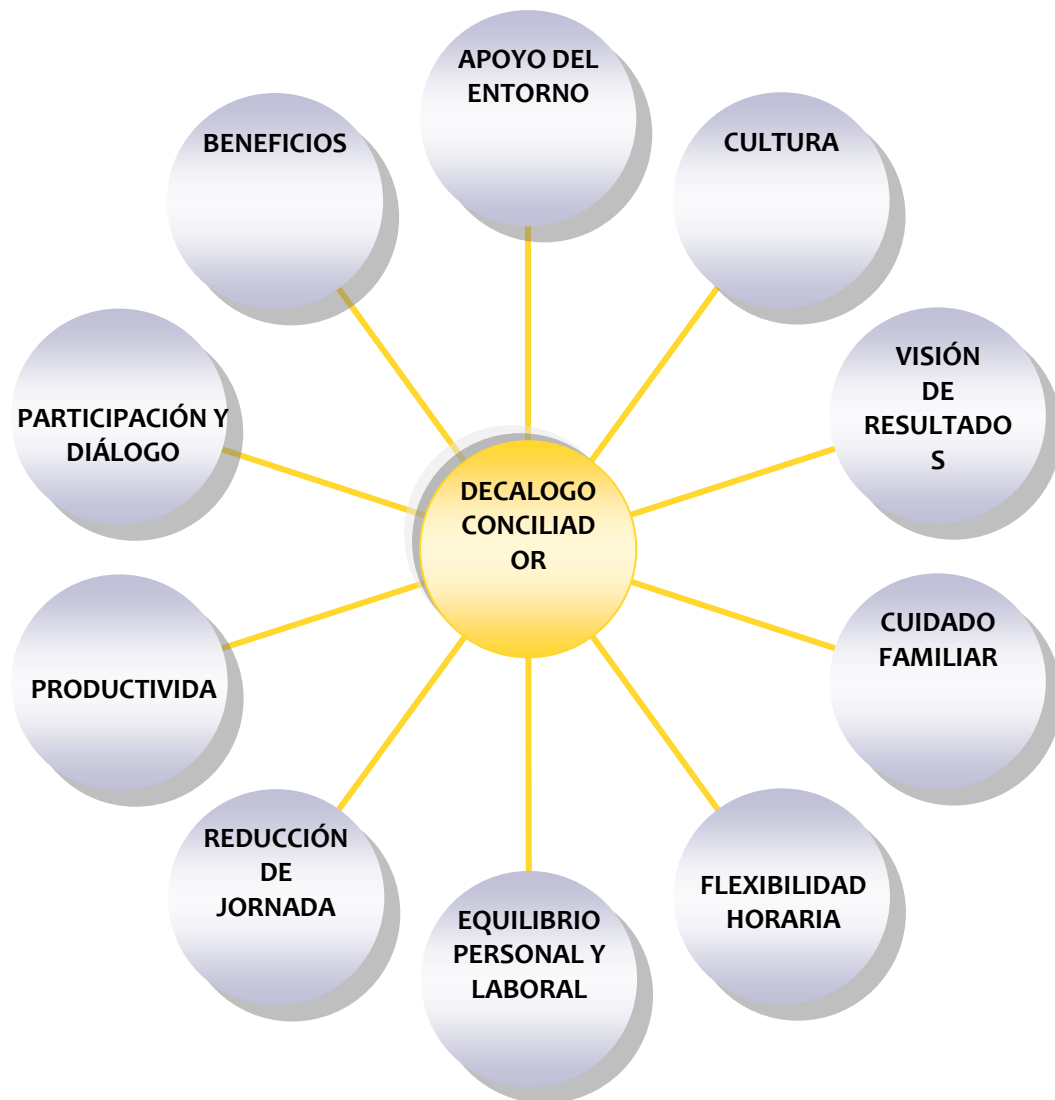 APOYO DEL
ENTORNO
CULTURA
VISIÓN
DE
RESULTADO
S
CUIDADO
FAMILIAR
FLEXIBILIDAD
HORARIA
EQUILIBRIO
PERSONAL Y
LABORAL
REDUCCIÓN
DE
JORNADA
PRODUCTIVIDA
PARTICIPACIÓN Y
DIÁLOGO
BENEFICIOS
DECALOGO
CONCILIAD
OR